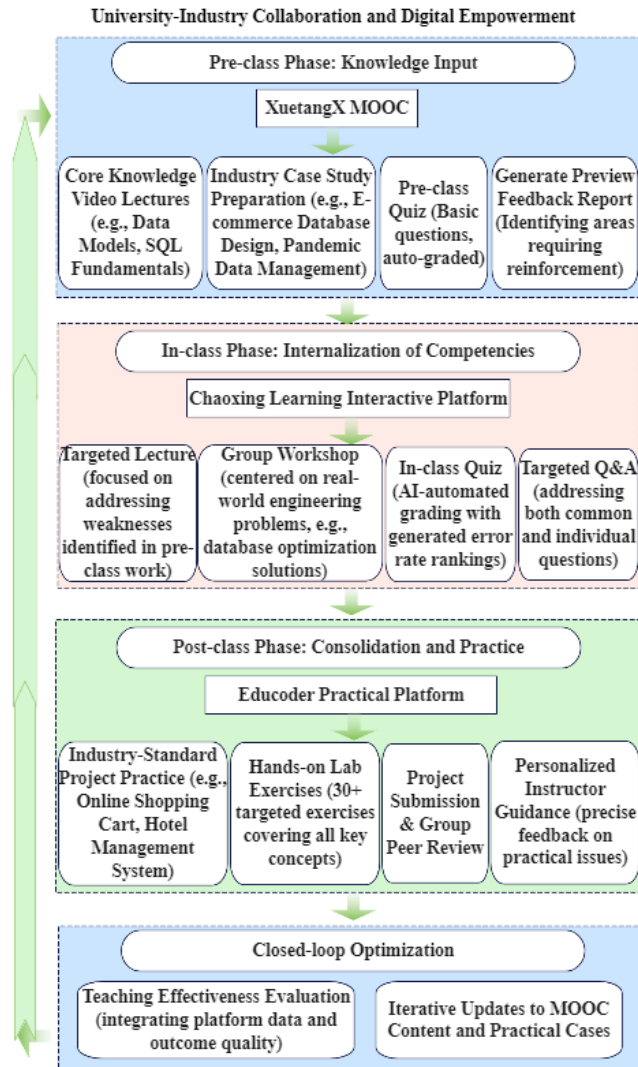 University-Industry Collaboration and Digital Empowerment
Pre-class Phase: Knowledge Input
XuetangX MOOC
Core Knowledge
Video Lectures
(e.g., Data
Models, SQL
Fundamentals)
Industry Case Study
Preparation (e.g., E-
commerce Database
Design, Pandemic
Data Management)
Pre-class
Quiz (Basic
questions,
auto-graded)
Generate Preview
Feedback Report
(Identifying areas
requiring
reinforcement)
In-class Phase: Internalization of Competencies
Chaoxing Learning Interactive Platform
Targeted Lecture
(focused on
addressing
weaknesses
identified in pre-
class work)
Group Workshop
(centered on real-
world engineering
problems, e.g.,
database optimization
solutions)
In-class Quiz
(AI-automated
grading with
generated error
rate rankings)
Targeted Q&A
(addressing
both common
and individual
questions)
Post-class Phase: Consolidation and Practice
Educoder Practical Platform
Industry-Standard
Project Practice (e.g.,
Online Shopping
Cart, Hotel
Management
System)
Hands-on Lab
Exercises (30+
targeted exercises
covering all key
concepts)
Project
Submission
& Group
Peer Review
Personalized
Instructor
Guidance (precise
feedback on
practical issues)
Closed-loop Optimization
Teaching Effectiveness Evaluation
(integrating platform data and
outcome quality)
Iterative Updates to MOOC
Content and Practical Cases